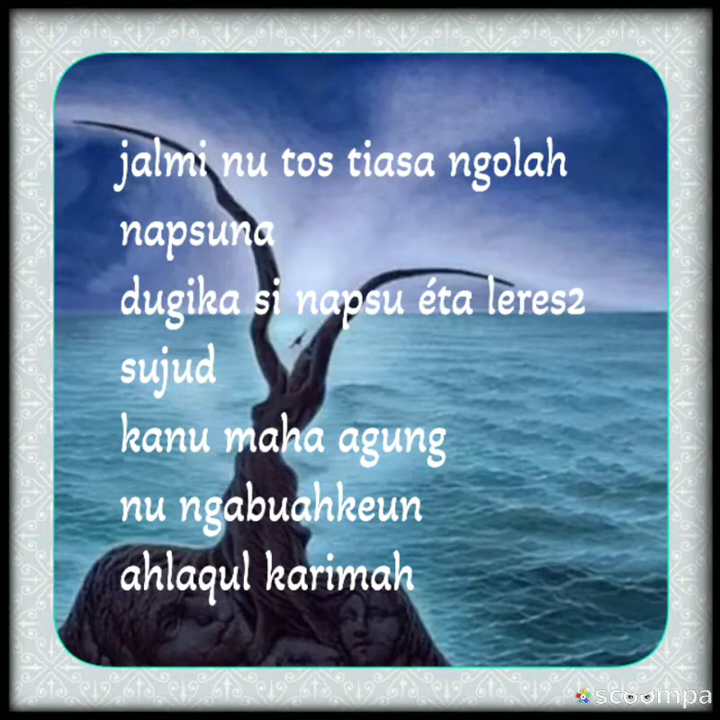 jalmi nu tos tiasa ngolah
napsuna
dugika si napsu éta leres2
sujud
kanu maha agung
nu ngabuahkeun
ahlaqul karimah
scoompa